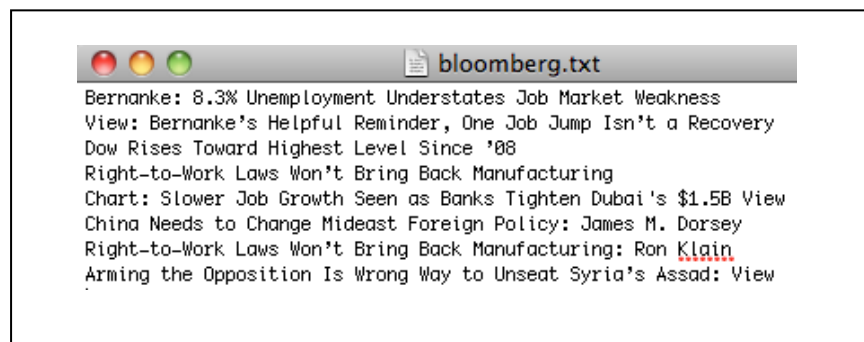 bloomberg.txt
Bernanke: 8.3% Unemployment Understates Job Market Weakness
View: Bernanke’s Helpful Reminder, One Job Jump Isn’t a Recovery
Dow Rises Toward Highest Level Since ’08
Right-to-Work Laws Won’t Bring Back Manufacturing
Chart: Slower Job Growth Seen as Banks Tighten Dubai's $1.5B View
China Needs to Change Mideast Foreign Policy: James M. Dorsey
Right-to-Work Laws Won’t Bring Back Manufacturing: Ron Klain
Arming the Opposition Is Wrong Way to Unseat Syria’s Assad: View